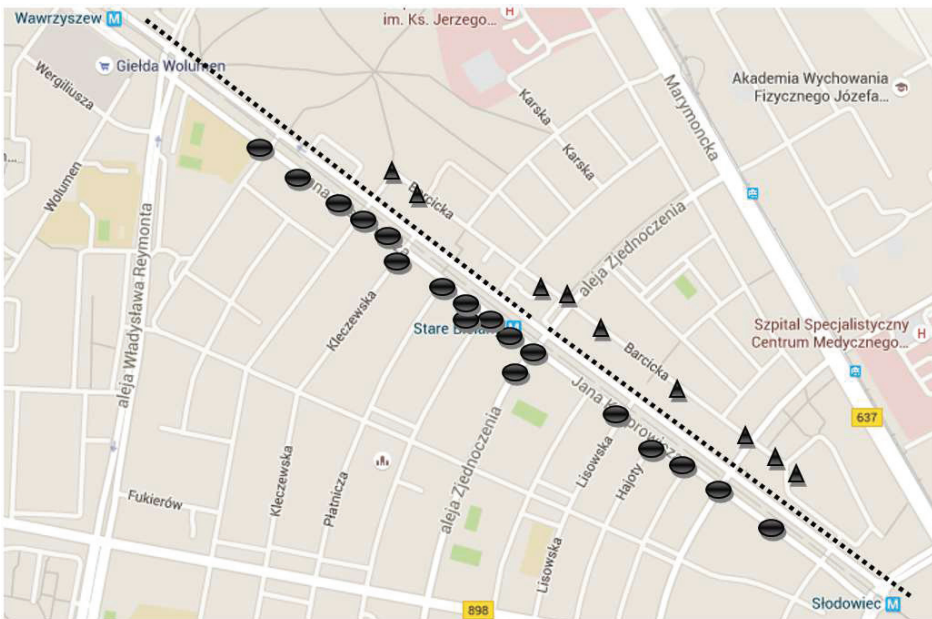 Wawrzyszew M
im. Ks. Jerzego...
H
Giełda Wolumen
Wergiliusza
Wolumen
aleja Władysława Reymonta
Karska
Karska
Marymoncka
Akademia Wychowania
Fizycznego Józefa...
Barcicka
aleja Zjednoczenia
Kleczewska
Stare
M
Barcicka
Szpital Specjalistyczny
Centrum Medycznego...
H
637
Jana
Lisowska
Hajoty
aleja Zjednoczenia
Kleczewska
Płatnicza
Fukierów
Lisowska
898
Słodowiec M